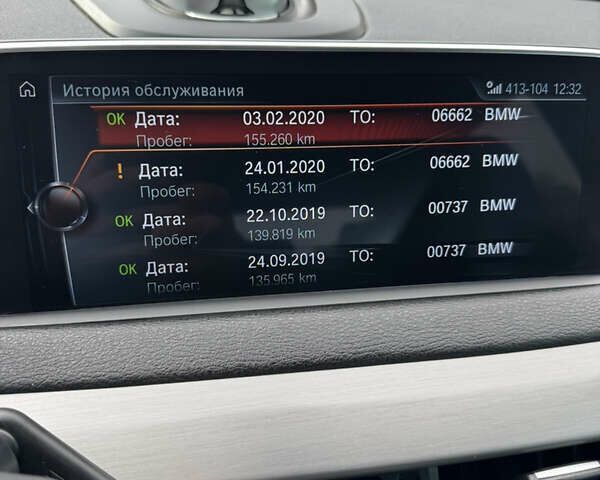 История обслуживания 413-104 12:32
OK Дата: 03.02.2020 ТО: 06662 BMW
Пробег: 155.260 km
! Дата: 24.01.2020 ТО: 06662 BMW
Пробег: 154.231 km
OK Дата: 22.10.2019 ТО: 00737 BMW
Пробег: 139.819 km
OK Дата: 24.09.2019 ТО: 00737 BMW
Пробег: 135.965 km